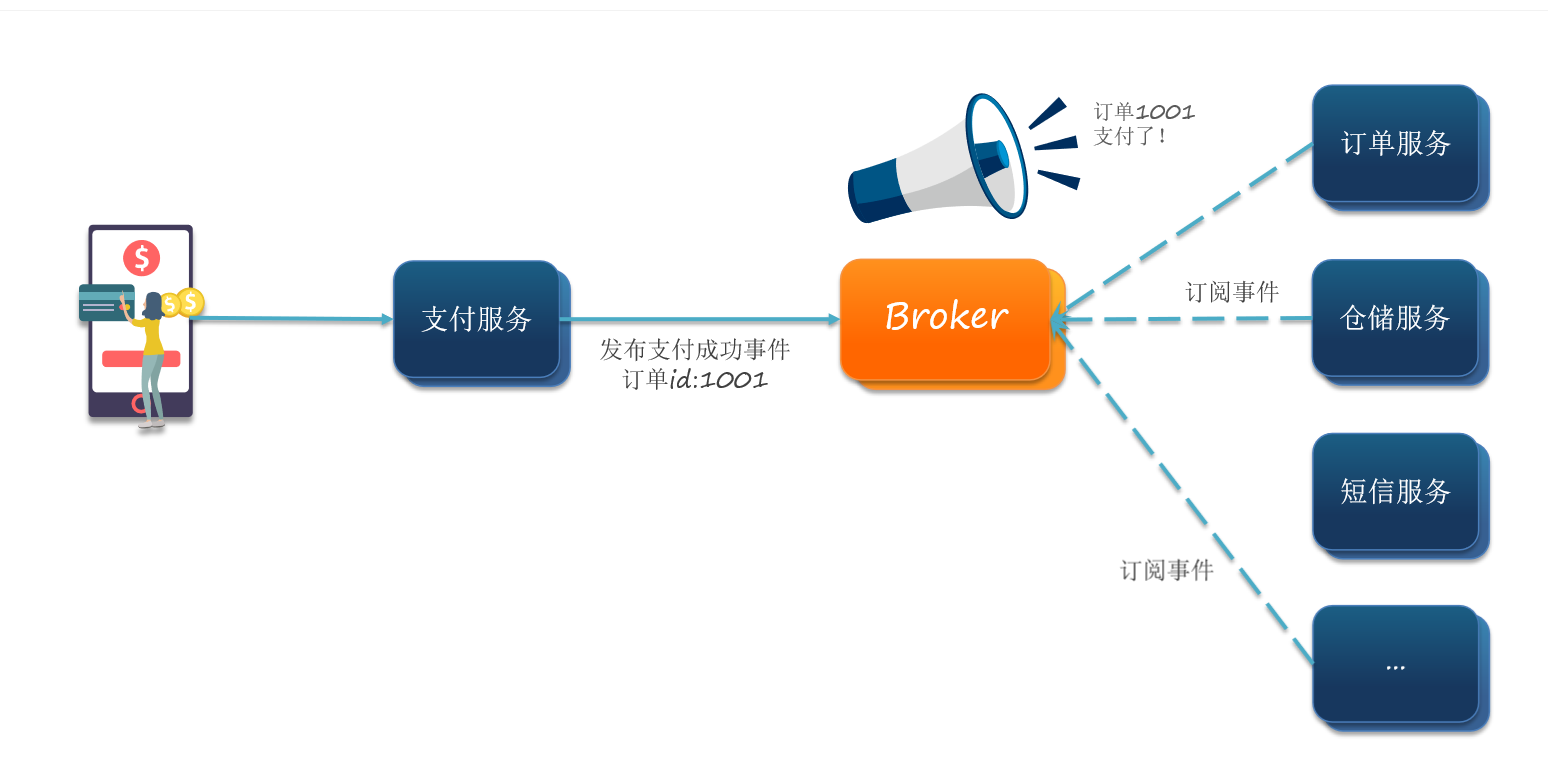 订单1001
支付了!
订单服务
支付服务
发布支付成功事件
订单id:1001
Broker
订阅事件
仓储服务
短信服务
订阅事件
...